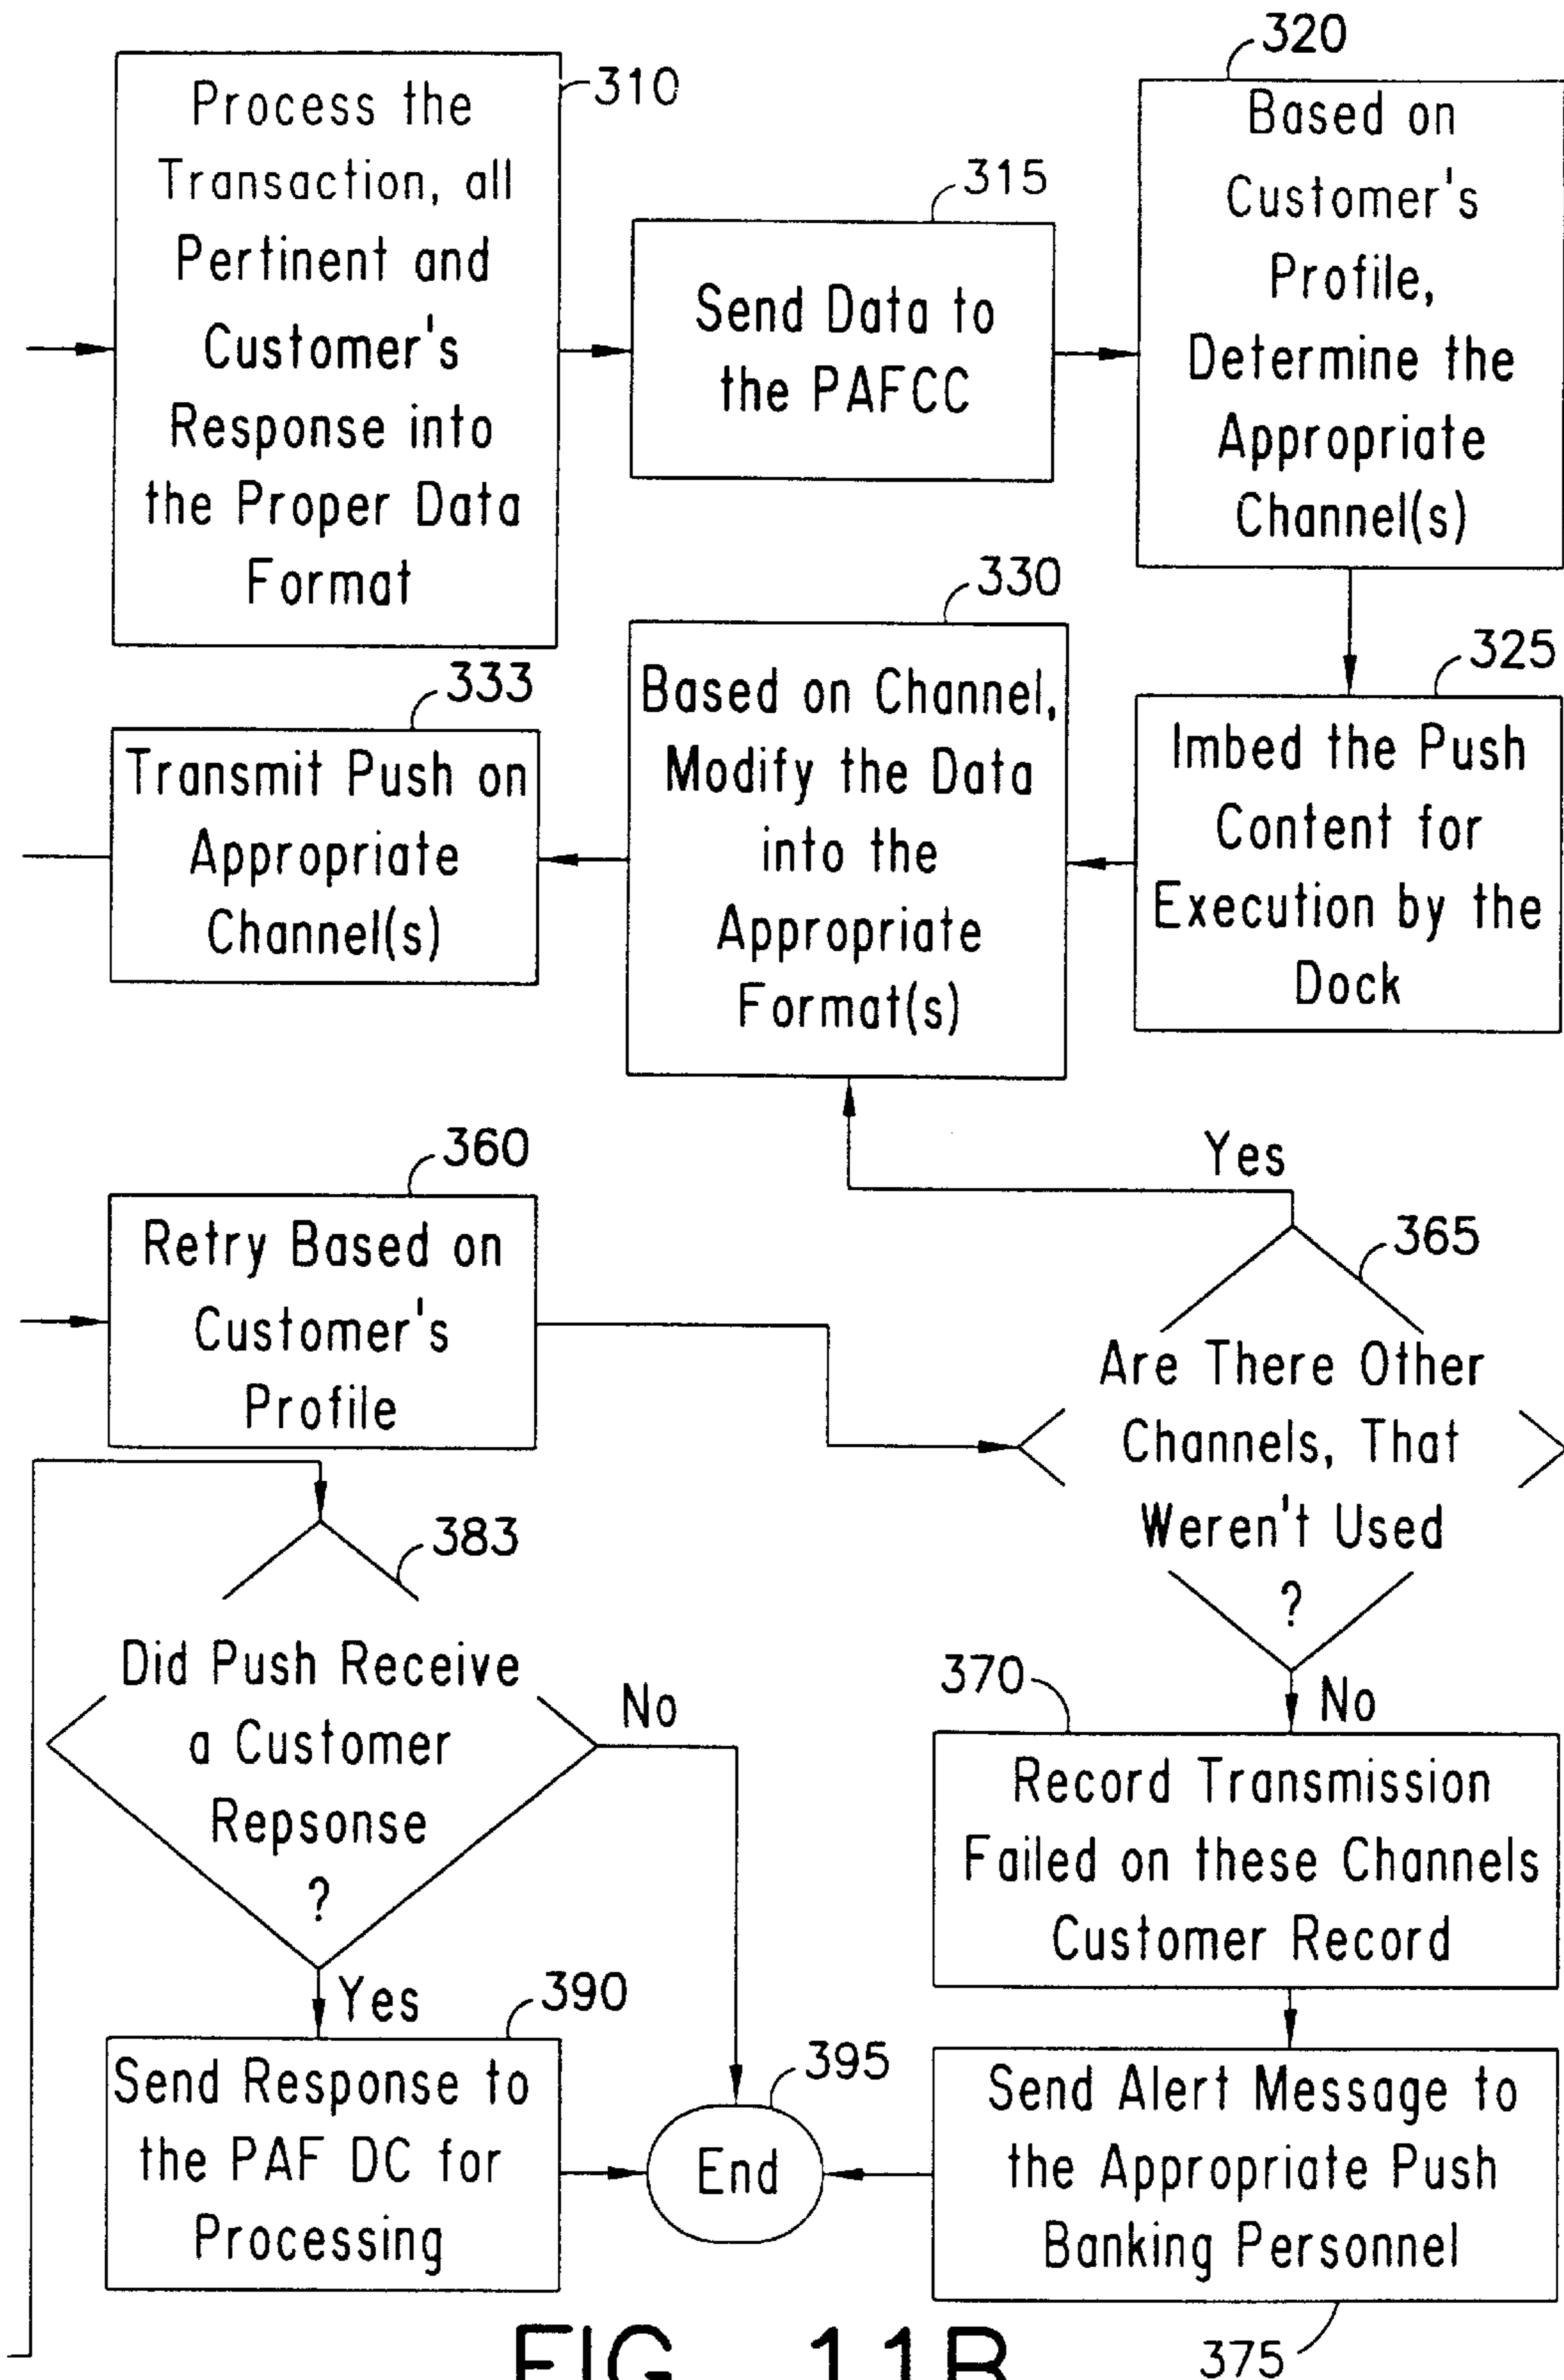 310
Process the
Transaction, all
Pertinent and
Customer's
Response into
the Proper Data
Format
315
Send Data to
the PAFCC
320
Based on
Customer's
Profile,
Determine the
Appropriate
Channel(s)
325
Imbed the Push
Content for
Execution by the
Dock
330
Based on Channel,
Modify the Data
into the
Appropriate
Format(s)
333
Transmit Push on
Appropriate
Channel(s)
360
Retry Based on
Customer's
Profile
Yes
365
Are There Other
Channels, That
Weren't Used
?
No
370
Record Transmission
Failed on these Channels
Customer Record
Send Alert Message to
the Appropriate Push
Banking Personnel
375
383
Did Push Receive
a Customer
Repsonse
?
No
Yes
390
Send Response to
the PAF DC for
Processing
395
End
FIG. 11B